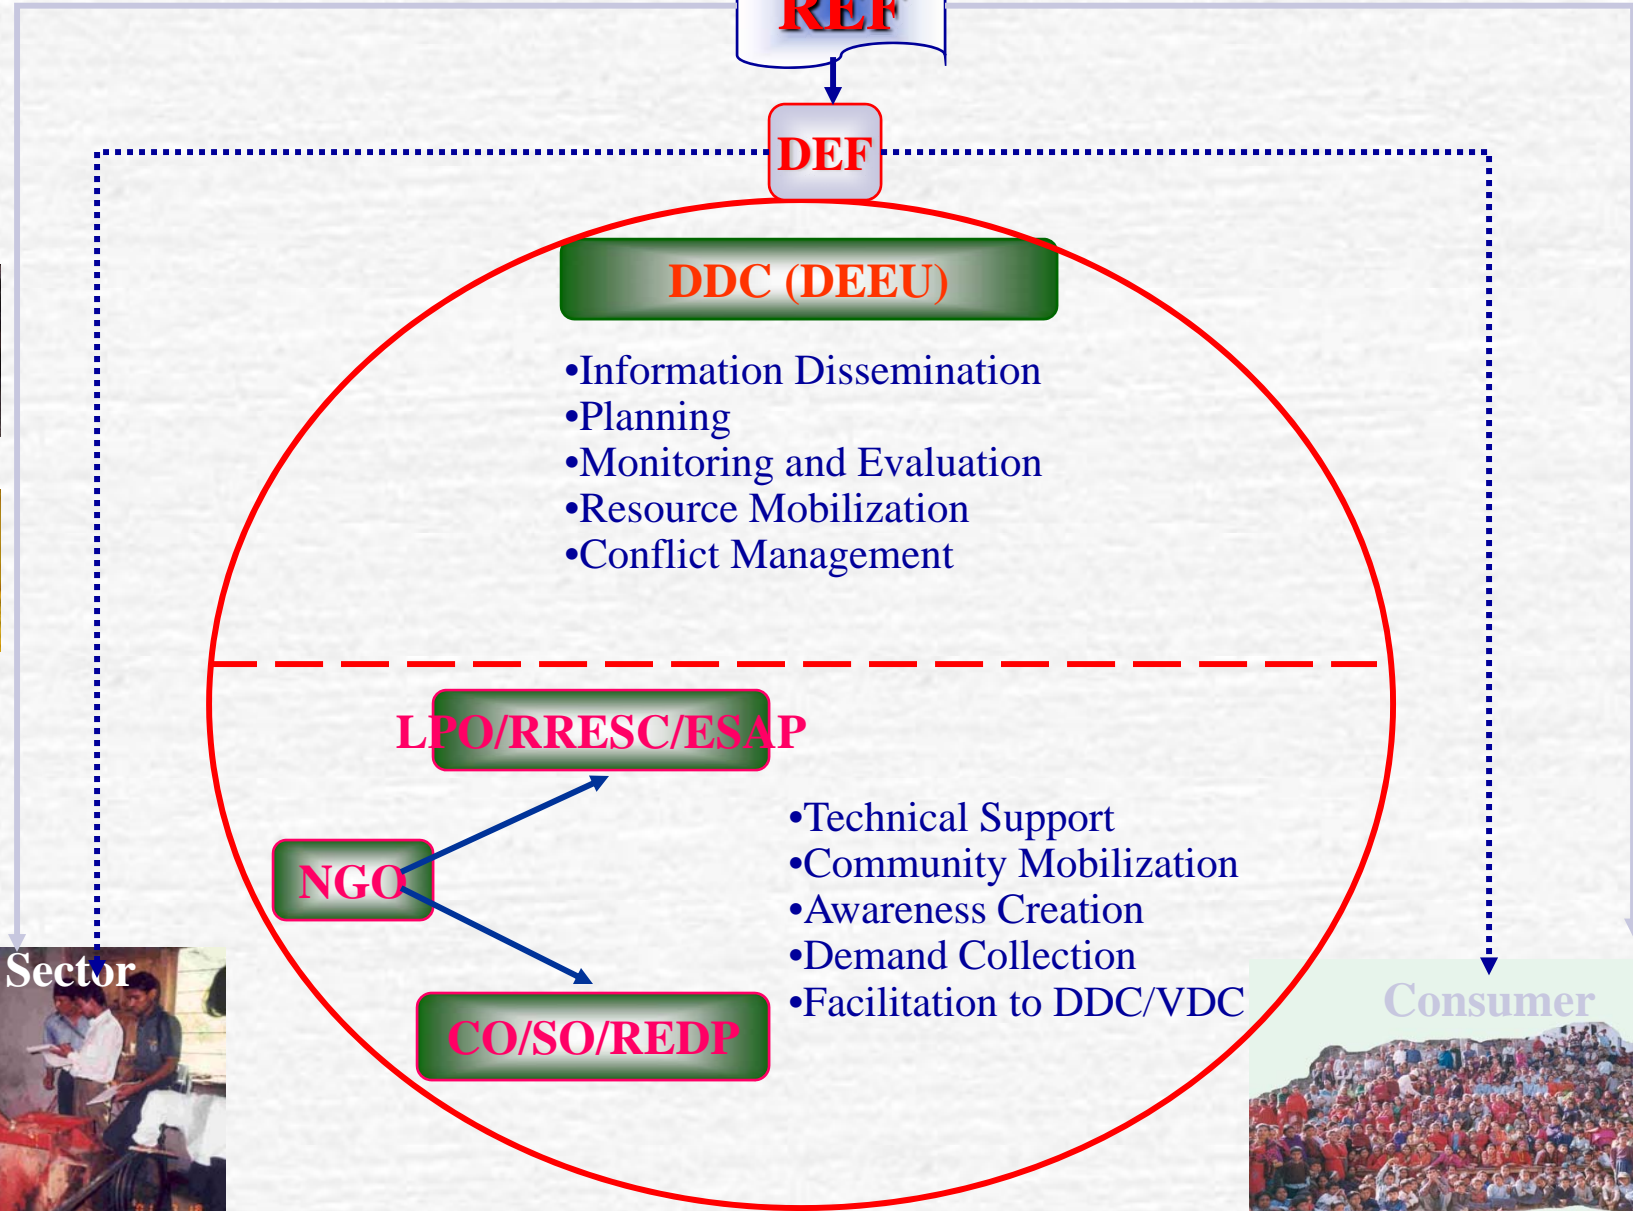 REF
DEF
DDC (DEEU)
•Information Dissemination
•Planning
•Monitoring and Evaluation
•Resource Mobilization
•Conflict Management
LPO/RRESC/ESAP
NGO
•Technical Support
•Community Mobilization
•Awareness Creation
•Demand Collection
•Facilitation to DDC/VDC
CO/SO/REDP
Sector
Consumer